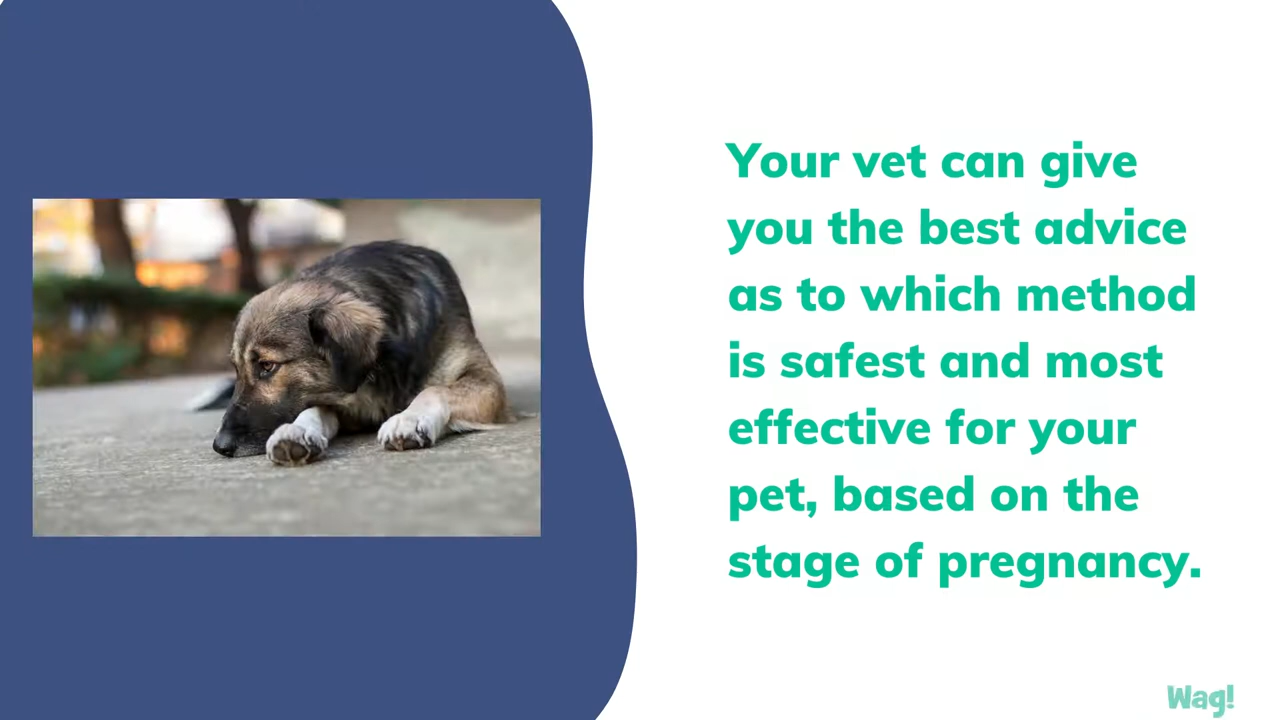 Your vet can give
you the best advice
as to which method
is safest and most
effective for your
pet, based on the
stage of pregnancy.
Wag!